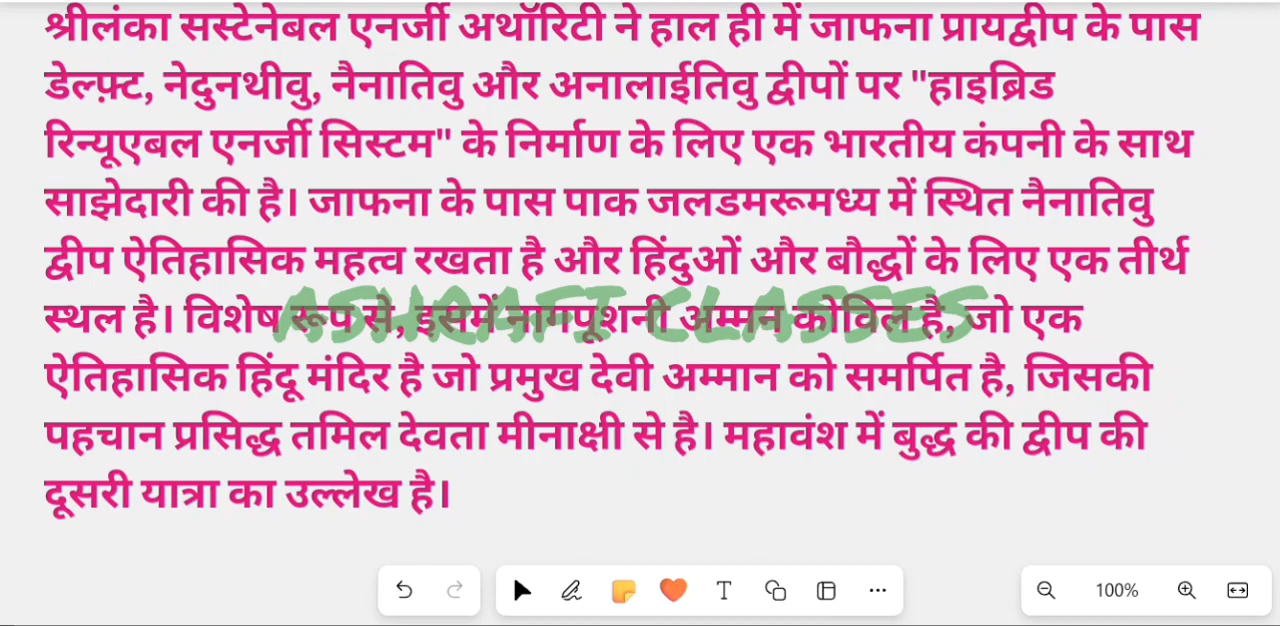 श्रीलंका सस्टेनेबल एनर्जी अथॉरिटी ने हाल ही में जाफना प्रायद्वीप के पास
डेल्फ़्ट, नेदुनथीवु, नैनातिवु और अनालाईतिवु द्वीपों पर "हाइब्रिड
रिन्यूएबल एनर्जी सिस्टम" के निर्माण के लिए एक भारतीय कंपनी के साथ
साझेदारी की है। जाफना के पास पाक जलडमरूमध्य में स्थित नैनातिवु
द्वीप ऐतिहासिक महत्व रखता है और हिंदुओं और बौद्धों के लिए एक तीर्थ
स्थल है। विशेष रूप से, इसमें नागपूशनी अम्मन कोविल है, जो एक
ASHRAFI CLASSES
ऐतिहासिक हिंदू मंदिर है जो प्रमुख देवी अम्मान को समर्पित है, जिसकी
पहचान प्रसिद्ध तमिल देवता मीनाक्षी से है। महावंश में बुद्ध की द्वीप की
दूसरी यात्रा का उल्लेख है।
T
100%